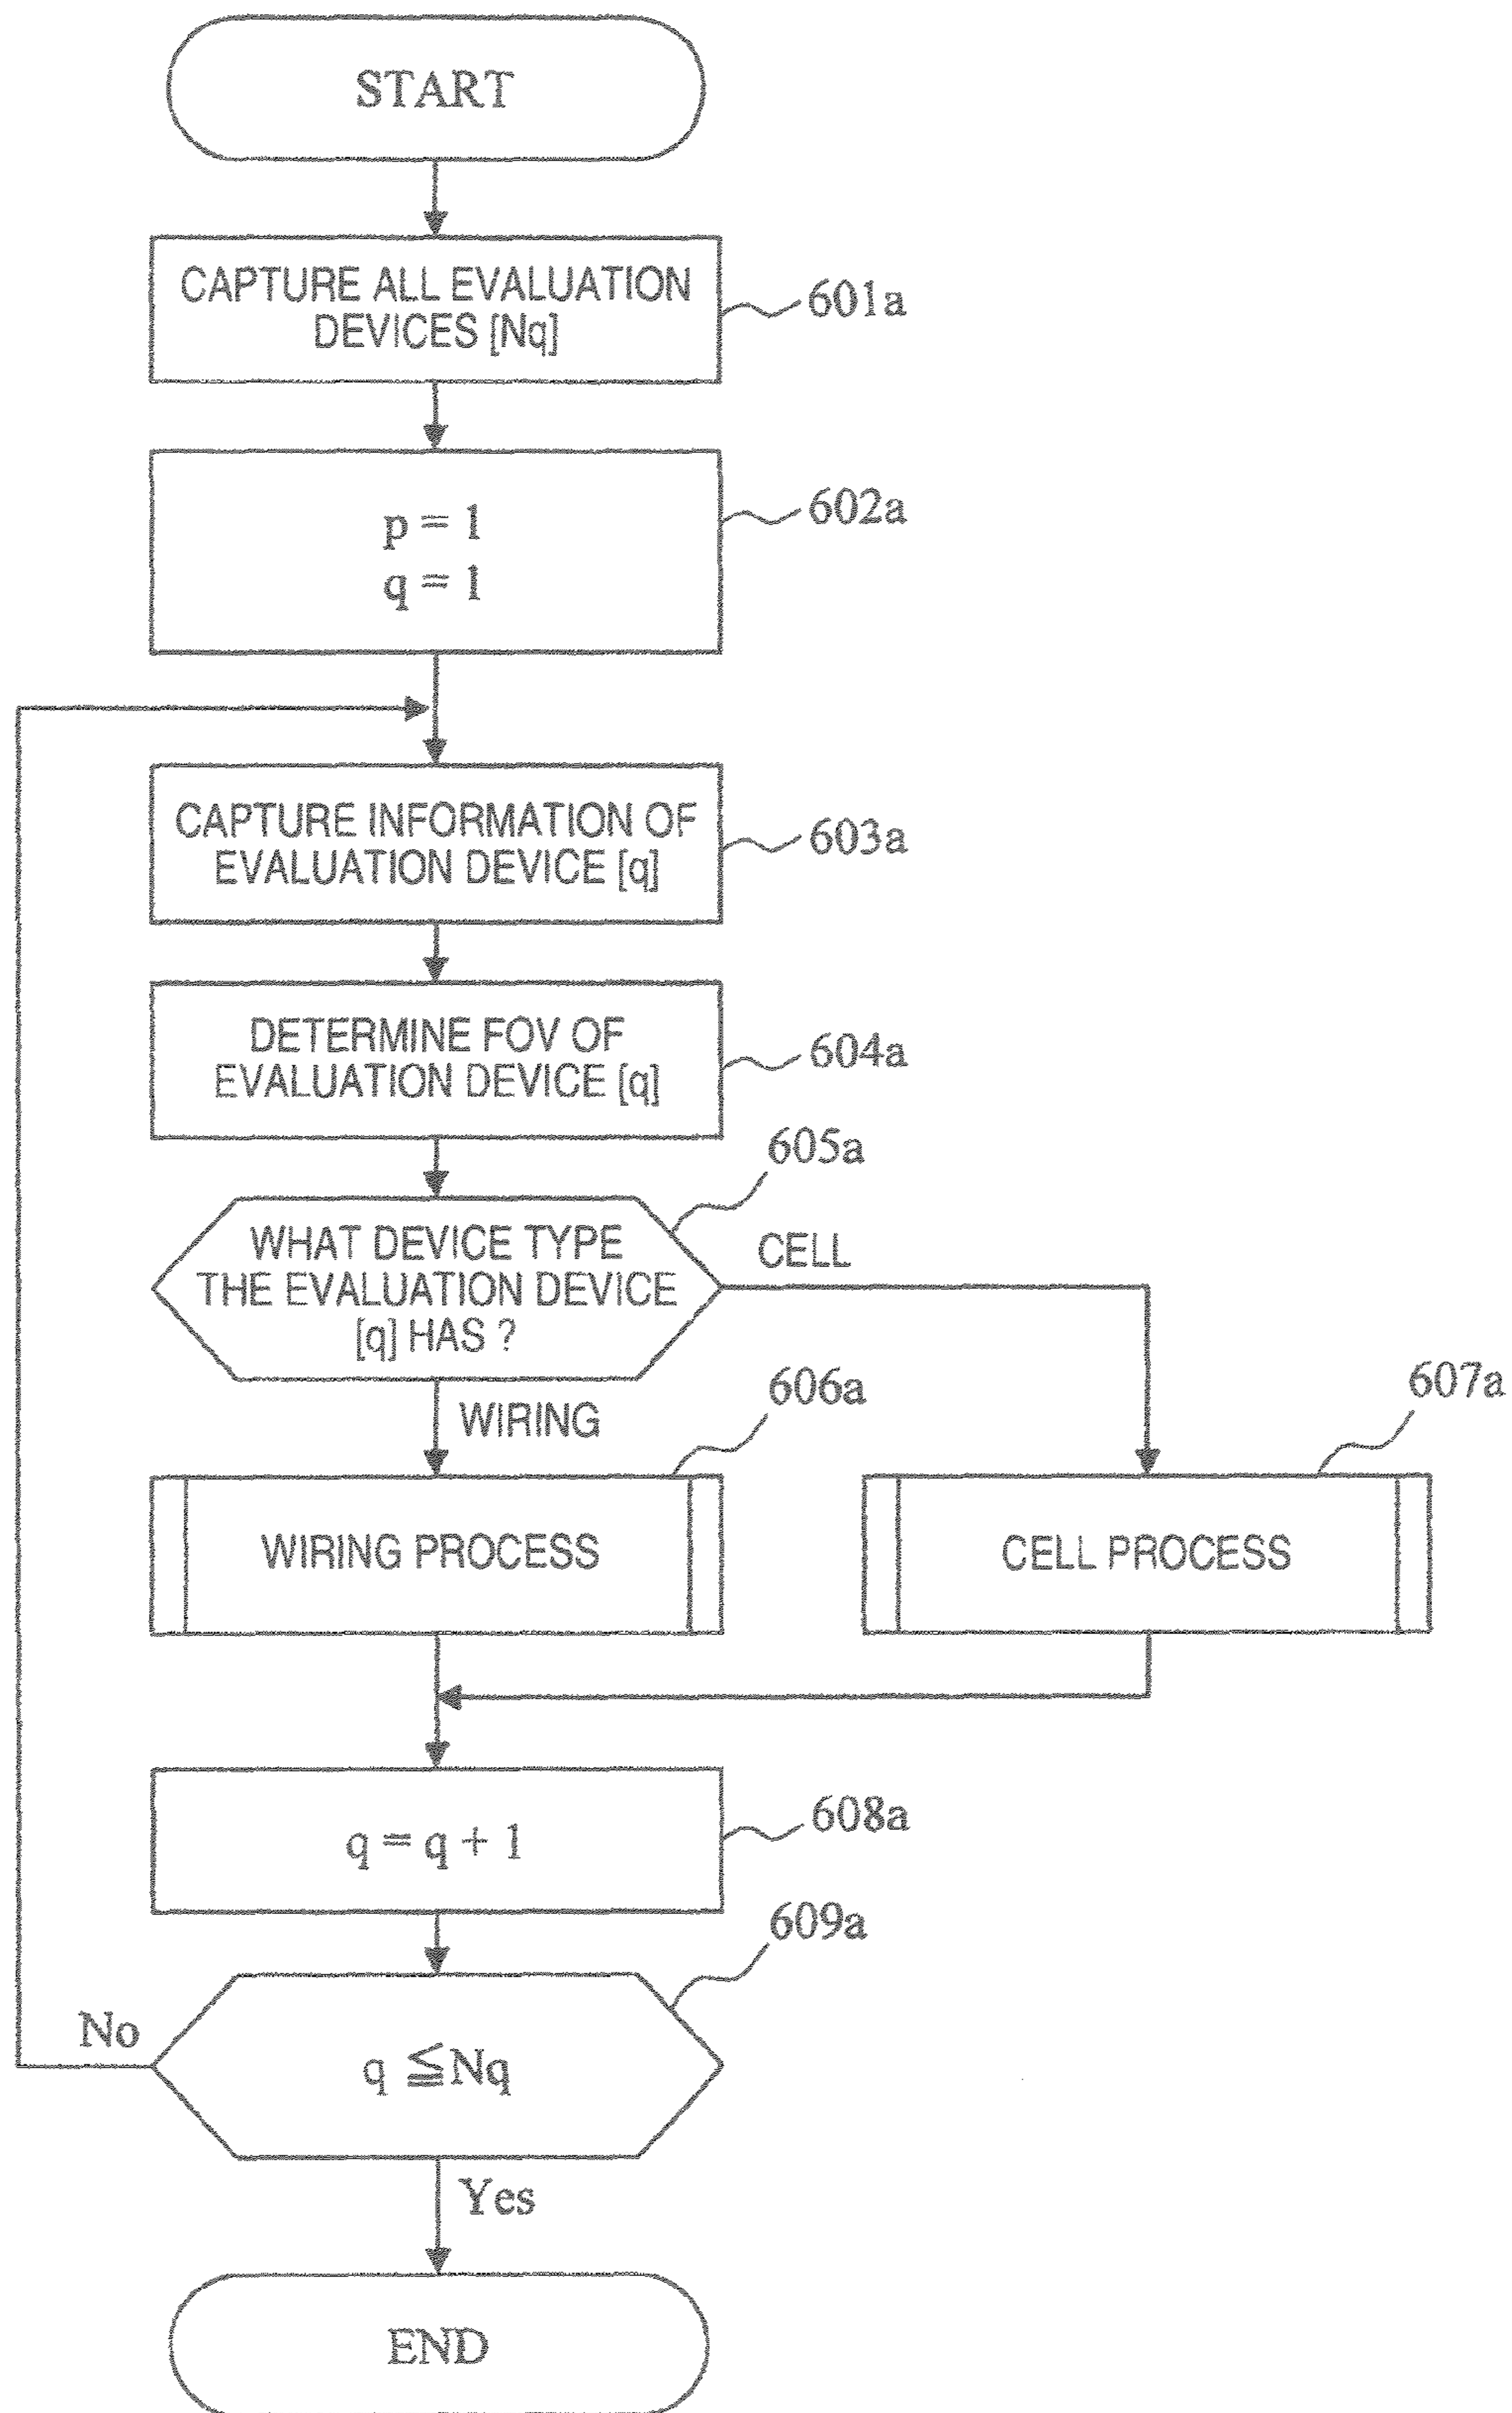 START
CAPTURE ALL EVALUATION
DEVICES [Nq]
601a
p = 1
q = 1
602a
CAPTURE INFORMATION OF
EVALUATION DEVICE [q]
603a
DETERMINE FOV OF
EVALUATION DEVICE [q]
604a
605a
WHAT DEVICE TYPE
THE EVALUATION DEVICE
[q] HAS ?
CELL
WIRING
606a
607a
WIRING PROCESS
CELL PROCESS
q = q + 1
608a
609a
No
q ≦Nq
Yes
END